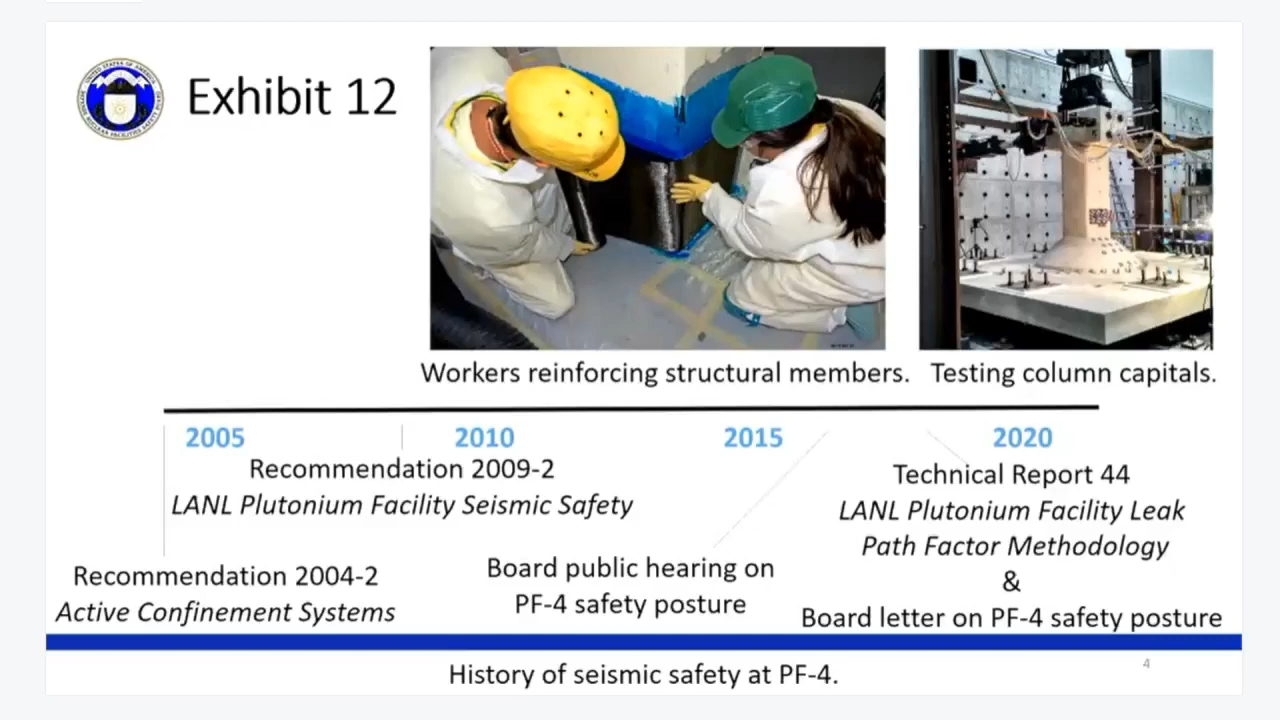 Exhibit 12
Workers reinforcing structural members.
Testing column capitals.
2005
2010
2015
2020
Recommendation 2009-2
LANL Plutonium Facility Seismic Safety
Recommendation 2004-2
Active Confinement Systems
Board public hearing on
PF-4 safety posture
Technical Report 44
LANL Plutonium Facility Leak
Path Factor Methodology
&
Board letter on PF-4 safety posture
4
History of seismic safety at PF-4.